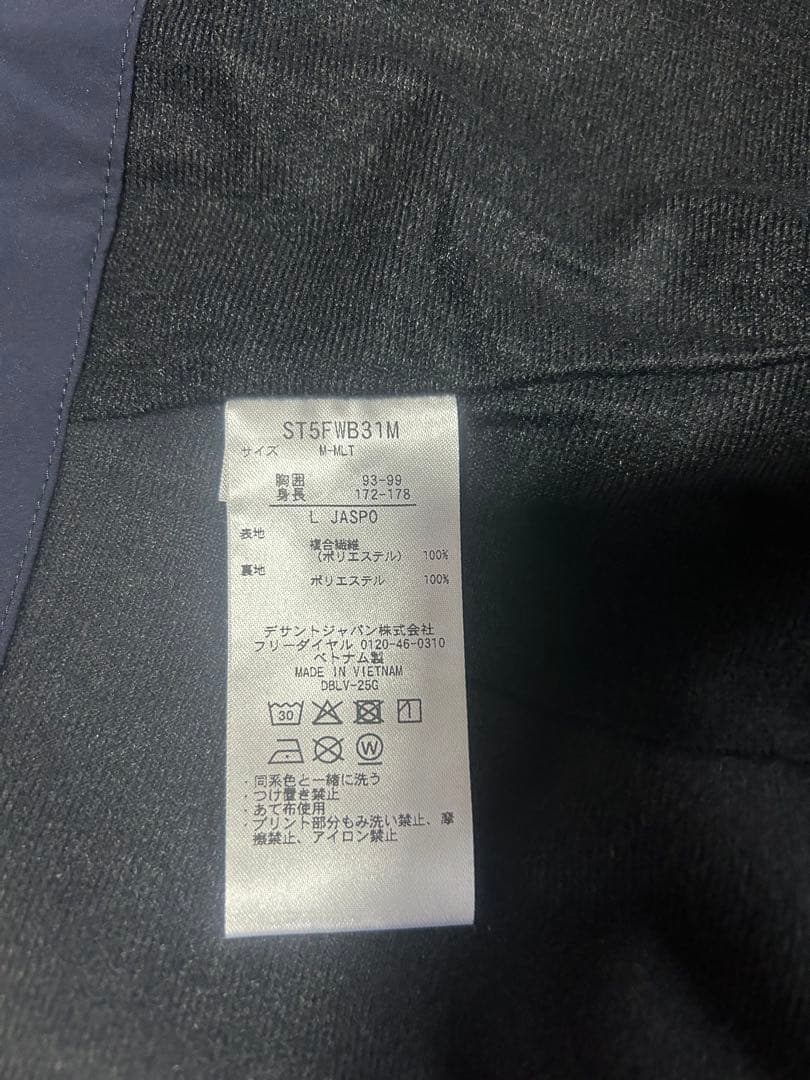 ST5FWB31M
サイズ M-MLT
胸囲 93-99
身長 172-178
L JASPO
表地
複合繊維
(ポリエステル) 100%
裏地
ポリエステル 100%
デサントジャパン株式会社
フリーダイヤル 0120-46-0310
ベトナム製
MADE IN VIETNAM
DBLV-25G
30
W
・同系色と一緒に洗う
・つけ置き禁止
・あて布使用
・プリント部分もみ洗い禁止、摩
擦禁止、アイロン禁止